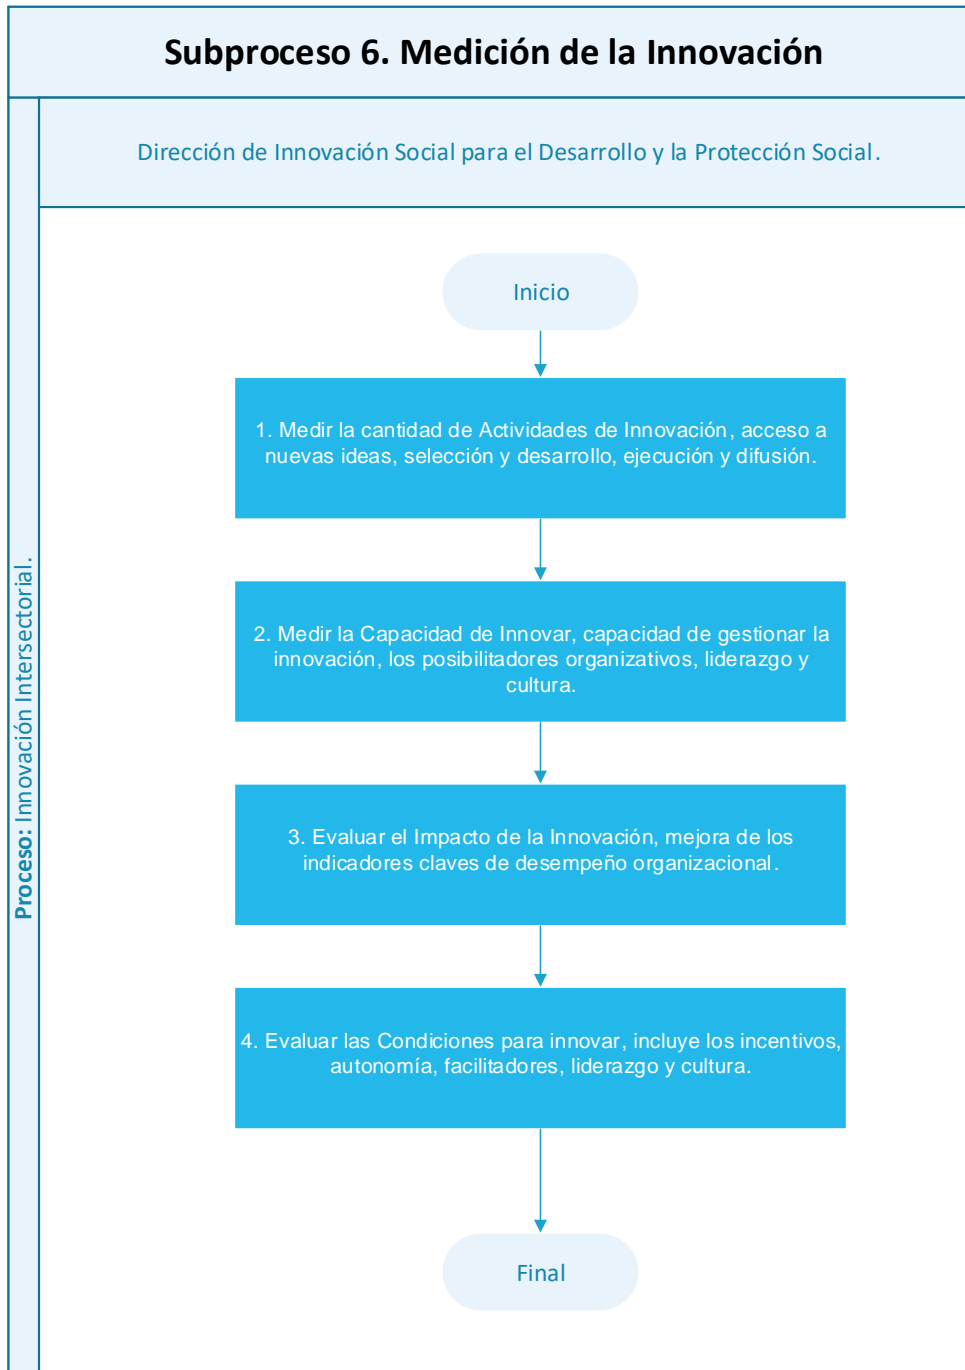 Subproceso 6. Medición de la Innovación
Dirección de Innovación Social para el Desarrollo y la Protección Social.
Proceso: Innovación Intersectorial.
Inicio
1. Medir la cantidad de Actividades de Innovación, acceso a
nuevas ideas, selección y desarrollo, ejecución y difusión.
2. Medir la Capacidad de Innovar, capacidad de gestionar la
innovación, los posibilitadores organizativos, liderazgo y
cultura.
3. Evaluar el Impacto de la Innovación, mejora de los
indicadores claves de desempeño organizacional.
4. Evaluar las Condiciones para innovar, incluye los incentivos,
autonomía, facilitadores, liderazgo y cultura.
Final